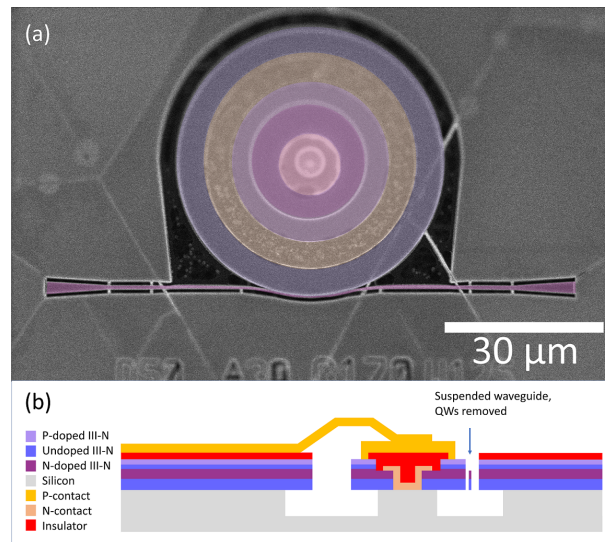 (a)
30 μm
(b)
Suspended waveguide,
QWs removed
P-doped III-N
Undoped III-N
N-doped III-N
Silicon
P-contact
N-contact
Insulator